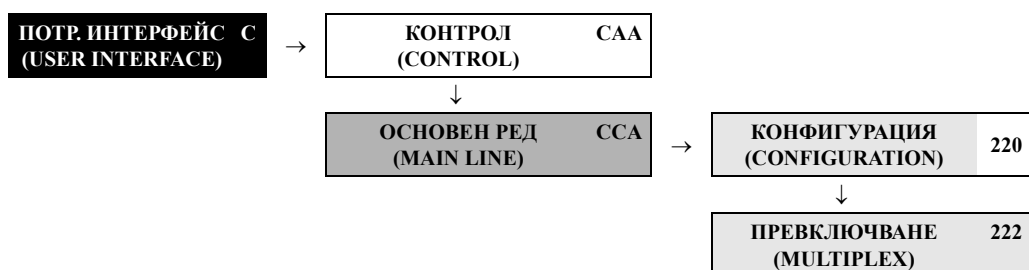 ПОТР. ИНТЕРФЕЙС C
(USER INTERFACE)
→
КОНТРОЛ CAA
(CONTROL)
↓
ОСНОВЕН РЕД CCA
(MAIN LINE)
→
КОНФИГУРАЦИЯ 220
(CONFIGURATION)
↓
ПРЕВКЛЮЧВАНЕ 222
(MULTIPLEX)